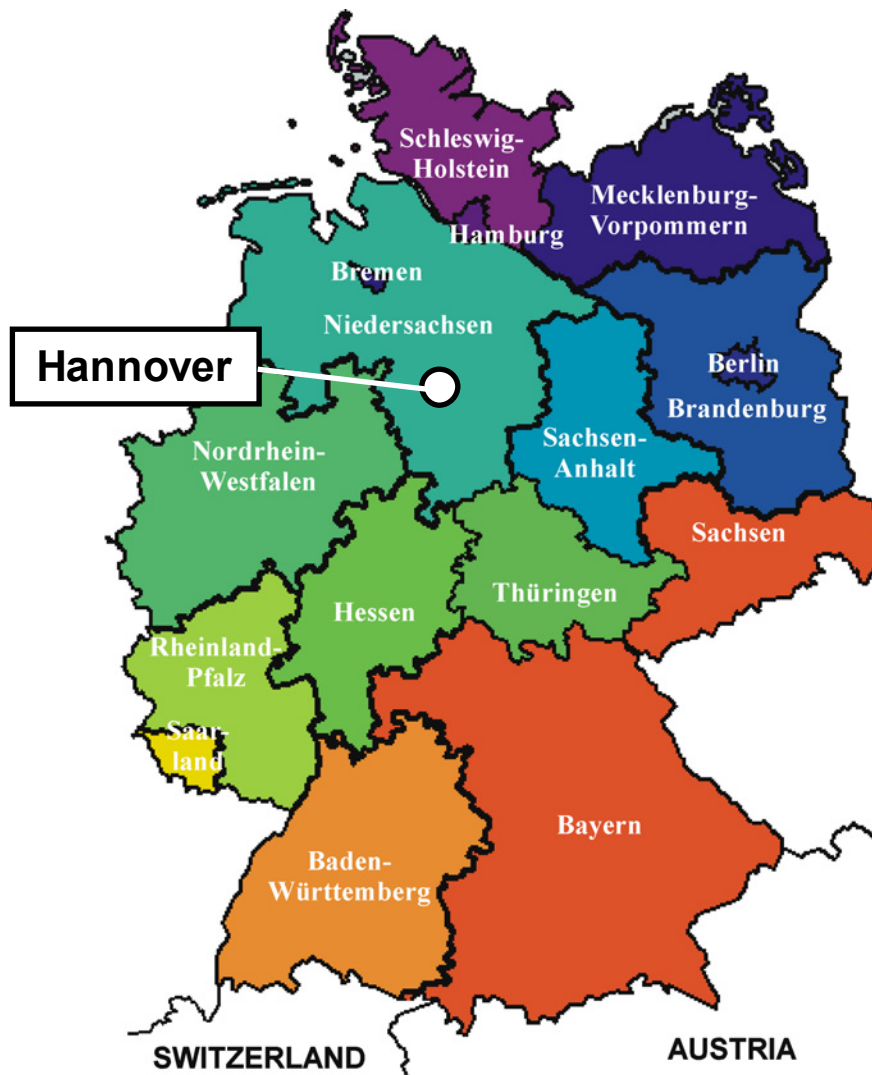 Schleswig-
Holstein
Mecklenburg-
Vorpommern
Hamburg
Bremen
Niedersachsen
Hannover
Berlin
Brandenburg
Sachsen-
Anhalt
Nordrhein-
Westfalen
Sachsen
Thüringen
Hessen
Rheinland-
Pfalz
Saar-
land
Bayern
Baden-
Württemberg
SWITZERLAND
AUSTRIA